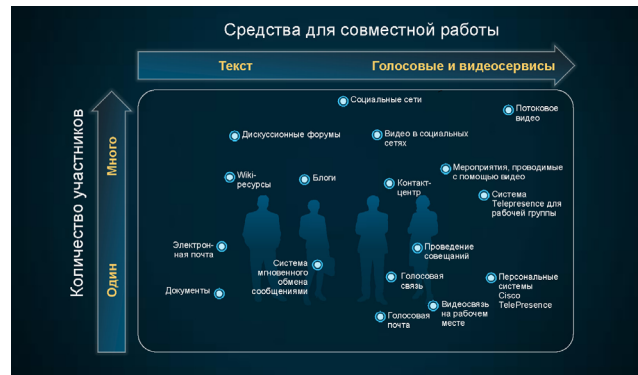 Средства для совместной работы
Текст
Голосовые и видеосервисы
Количество участников
Много
Один
Социальные сети
Потоковое
видео
Дискуссионные форумы
Видео в социальных
сетях
Wiki-
ресурсы
Блоги
Контакт-
центр
Мероприятия, проводимые
с помощью видео
Система
Telepresence для
рабочей группы
Электрон-
ная почта
Система
мгновенного
обмена
сообщениями
Проведение
совещаний
Документы
Голосовая
связь
Персональные
системы
Cisco
TelePresence
Голосовая
почта
Видеосвязь
на рабочем
месте